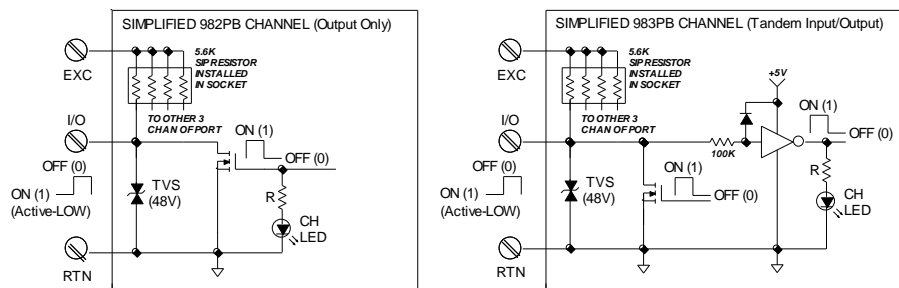 SIMPLIFIED 982PB CHANNEL (Output Only)
EXC
5.6K
SIP RESISTOR
INSTALLED
IN SOCKET
TO OTHER 3
CHAN OF PORT
I/O
ON (1)
OFF (0)
OFF (0)
ON (1)
(Active-LOW)
TVS
(48V)
R
CH
LED
RTN
SIMPLIFIED 983PB CHANNEL (Tandem Input/Output)
EXC
5.6K
SIP RESISTOR
INSTALLED
IN SOCKET
+5V
TO OTHER 3
CHAN OF PORT
ON (1)
I/O
OFF (0)
100K
OFF (0)
ON (1)
(Active-LOW)
TVS
(48V)
ON (1)
OFF (0)
R
CH
LED
RTN